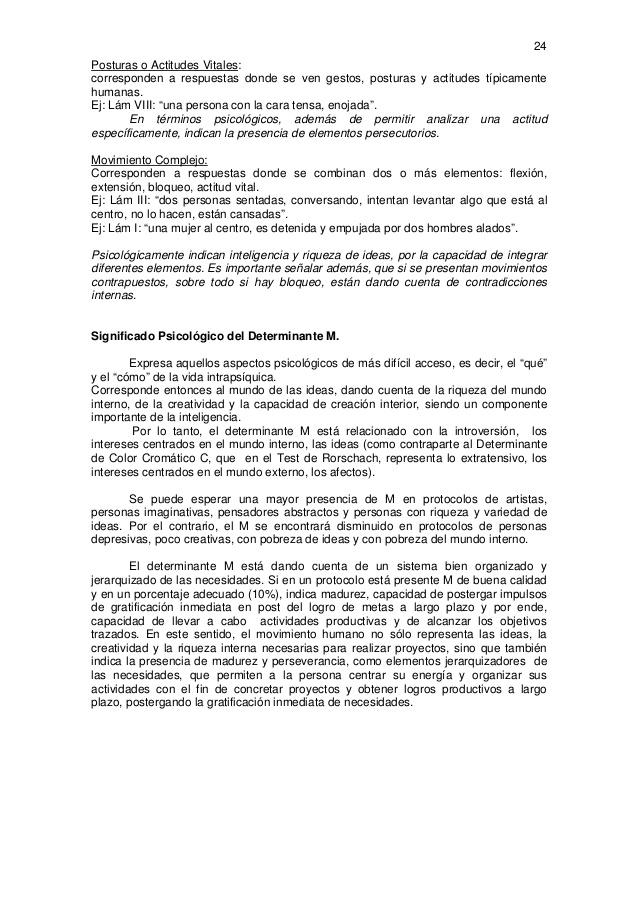 24
Posturas o Actitudes Vitales:
corresponden a respuestas donde se ven gestos, posturas y actitudes típicamente
humanas.
Ej: Lám VIII: “una persona con la cara tensa, enojada”.
En términos psicológicos, además de permitir analizar una actitud
específicamente, indican la presencia de elementos persecutorios.
Movimiento Complejo:
Corresponden a respuestas donde se combinan dos o más elementos: flexión,
extensión, bloqueo, actitud vital.
Ej: Lám III: “dos personas sentadas, conversando, intentan levantar algo que está al
centro, no lo hacen, están cansadas”.
Ej: Lám I: “una mujer al centro, es detenida y empujada por dos hombres alados”.
Psicológicamente indican inteligencia y riqueza de ideas, por la capacidad de integrar
diferentes elementos. Es importante señalar además, que si se presentan movimientos
contrapuestos, sobre todo si hay bloqueo, están dando cuenta de contradicciones
internas.
Significado Psicológico del Determinante M.
Expresa aquellos aspectos psicológicos de más difícil acceso, es decir, el “qué”
y el “cómo” de la vida intrapsíquica.
Corresponde entonces al mundo de las ideas, dando cuenta de la riqueza del mundo
interno, de la creatividad y la capacidad de creación interior, siendo un componente
importante de la inteligencia.
Por lo tanto, el determinante M está relacionado con la introversión, los
intereses centrados en el mundo interno, las ideas (como contraparte al Determinante
de Color Cromático C, que en el Test de Rorschach, representa lo extratensivo, los
intereses centrados en el mundo externo, los afectos).
Se puede esperar una mayor presencia de M en protocolos de artistas,
personas imaginativas, pensadores abstractos y personas con riqueza y variedad de
ideas. Por el contrario, el M se encontrará disminuido en protocolos de personas
depresivas, poco creativas, con pobreza de ideas y con pobreza del mundo interno.
El determinante M está dando cuenta de un sistema bien organizado y
jerarquizado de las necesidades. Si en un protocolo está presente M de buena calidad
y en un porcentaje adecuado (10%), indica madurez, capacidad de postergar impulsos
de gratificación inmediata en post del logro de metas a largo plazo y por ende,
capacidad de llevar a cabo actividades productivas y de alcanzar los objetivos
trazados. En este sentido, el movimiento humano no sólo representa las ideas, la
creatividad y la riqueza interna necesarias para realizar proyectos, sino que también
indica la presencia de madurez y perseverancia, como elementos jerarquizadores de
las necesidades, que permiten a la persona centrar su energía y organizar sus
actividades con el fin de concretar proyectos y obtener logros productivos a largo
plazo, postergando la gratificación inmediata de necesidades.